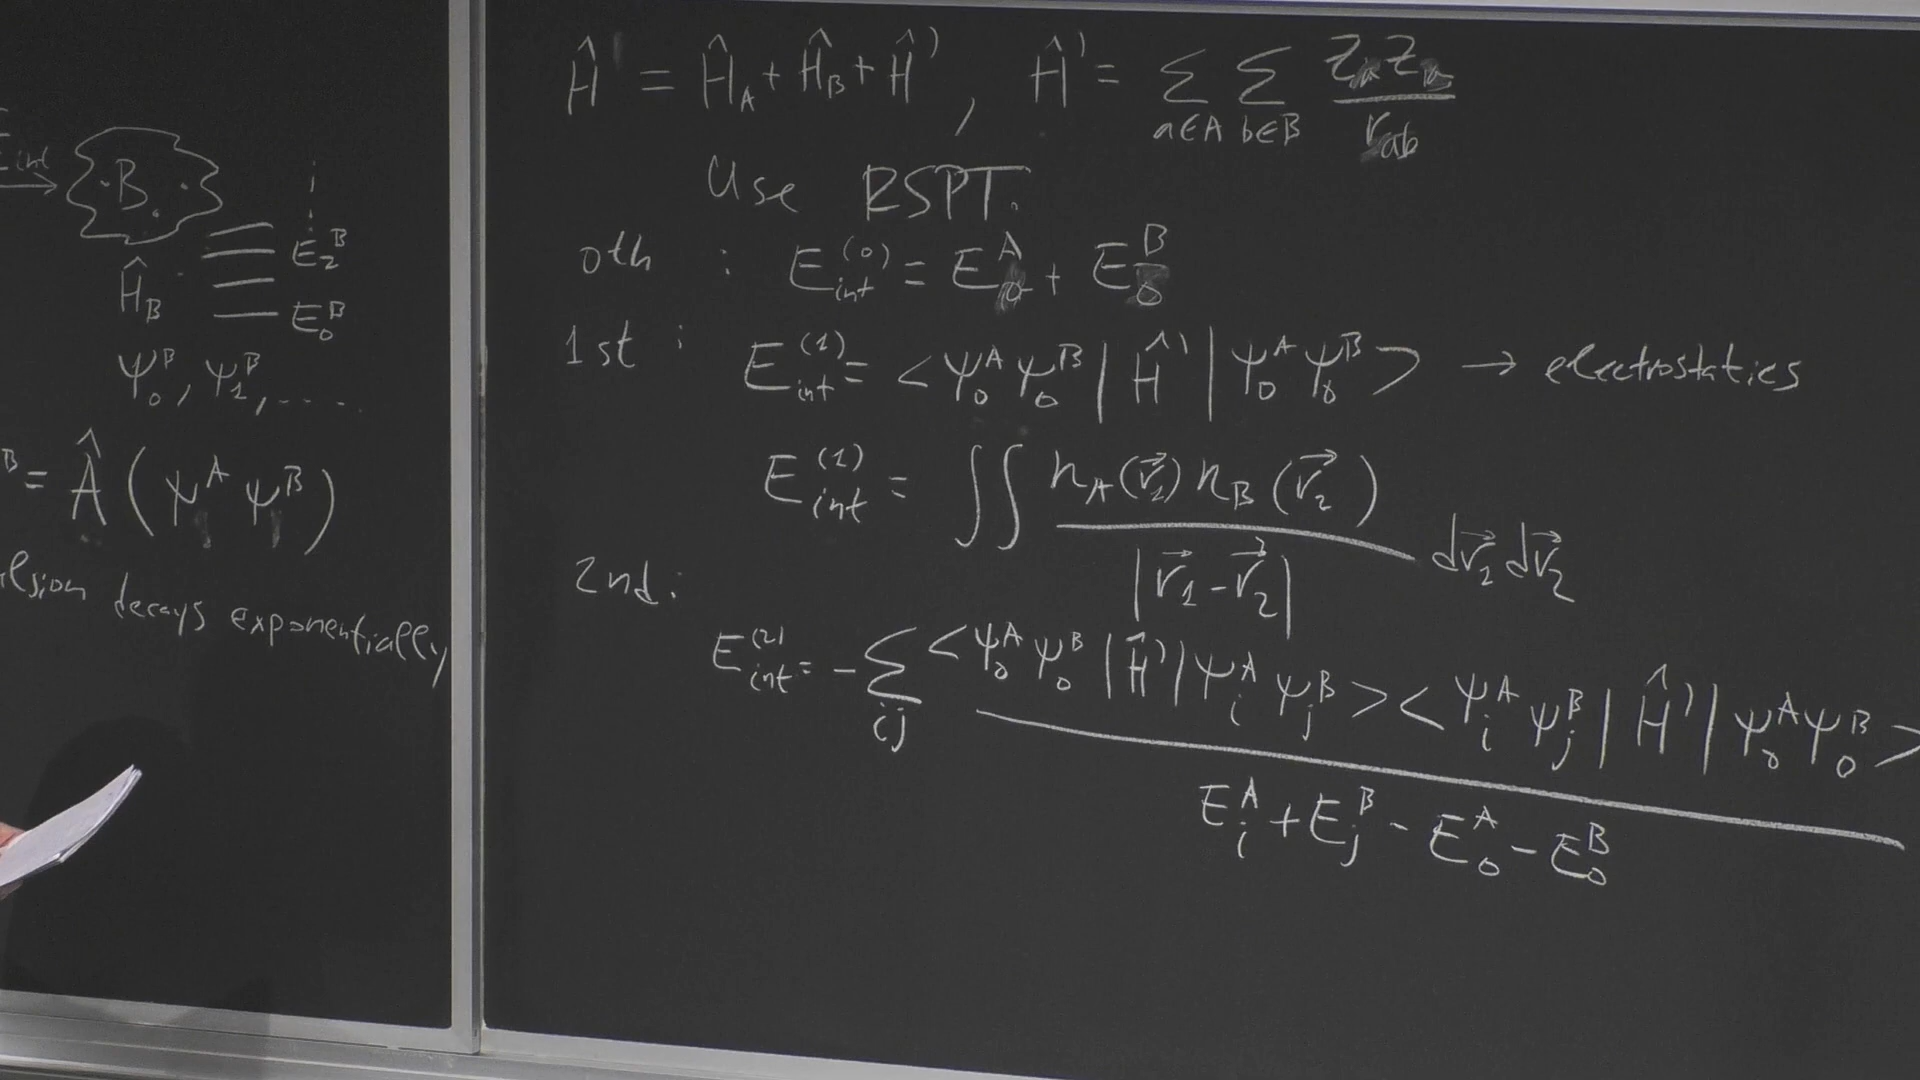 E int
B
Ĥ_B
E_2^B
E_0^B
ψ_0^B, ψ_1^B, ....
B = Â (ψ^A ψ^B)
decays exponentially
Ĥ = Ĥ_A + Ĥ_B + Ĥ', Ĥ' = Σ_{a∈A} Σ_{b∈B} Z_a Z_b / r_ab
Use RSPT.
0th : E_int^(0) = E_0^A + E_0^B
1st : E_int^(1) = <ψ_0^A ψ_0^B | Ĥ' | ψ_0^A ψ_0^B> → electrostatics
E_int^(1) = ∫∫ n_A(r⃗_1) n_B(r⃗_2) / |r⃗_1 - r⃗_2| dr⃗_1 dr⃗_2
2nd :
E_int^(2) = - Σ_ij <ψ_0^A ψ_0^B | Ĥ' | ψ_i^A ψ_j^B> <ψ_i^A ψ_j^B | Ĥ' | ψ_0^A ψ_0^B> / E_i^A + E_j^B - E_0^A - E_0^B